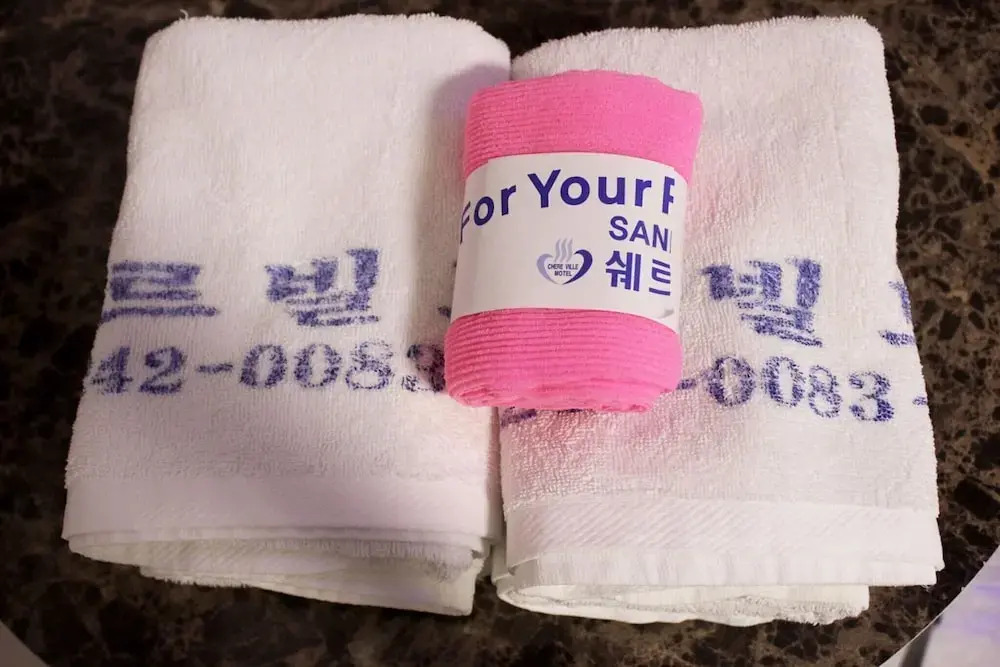 For Your
SANI
CHERE VILLE
MOTEL
쉐트
르 빌
빌
42-0083
-0083-